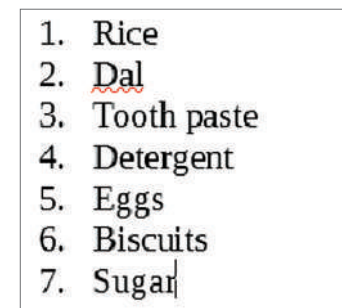 1. Rice
2. Dal
3. Tooth paste
4. Detergent
5. Eggs
6. Biscuits
7. Sugar